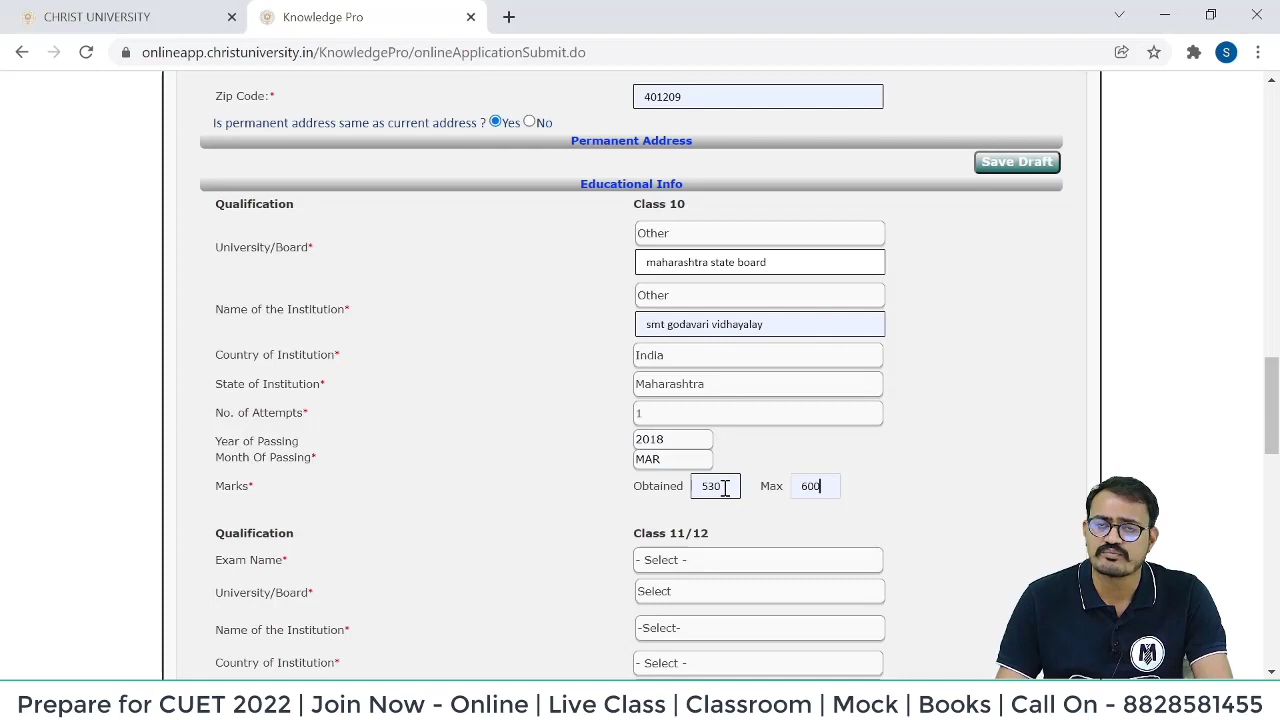 CHRIST UNIVERSITY
Knowledge Pro
onlineapp.christuniversity.in/KnowledgePro/onlineApplicationSubmit.do
S
Zip Code:* 401209
Is permanent address same as current address ? Yes No
Permanent Address
Save Draft
Educational Info
Qualification Class 10
Other
University/Board*
maharashtra state board
Other
Name of the Institution*
smt godavari vidhayalay
Country of Institution* India
State of Institution* Maharashtra
No. of Attempts* 1
Year of Passing 2018
Month Of Passing* MAR
Marks* Obtained 530 Max 600
Qualification Class 11/12
Exam Name* - Select -
University/Board* Select
Name of the Institution* -Select-
Country of Institution* - Select -
Prepare for CUET 2022 | Join Now - Online | Live Class | Classroom | Mock | Books | Call On - 8828581455